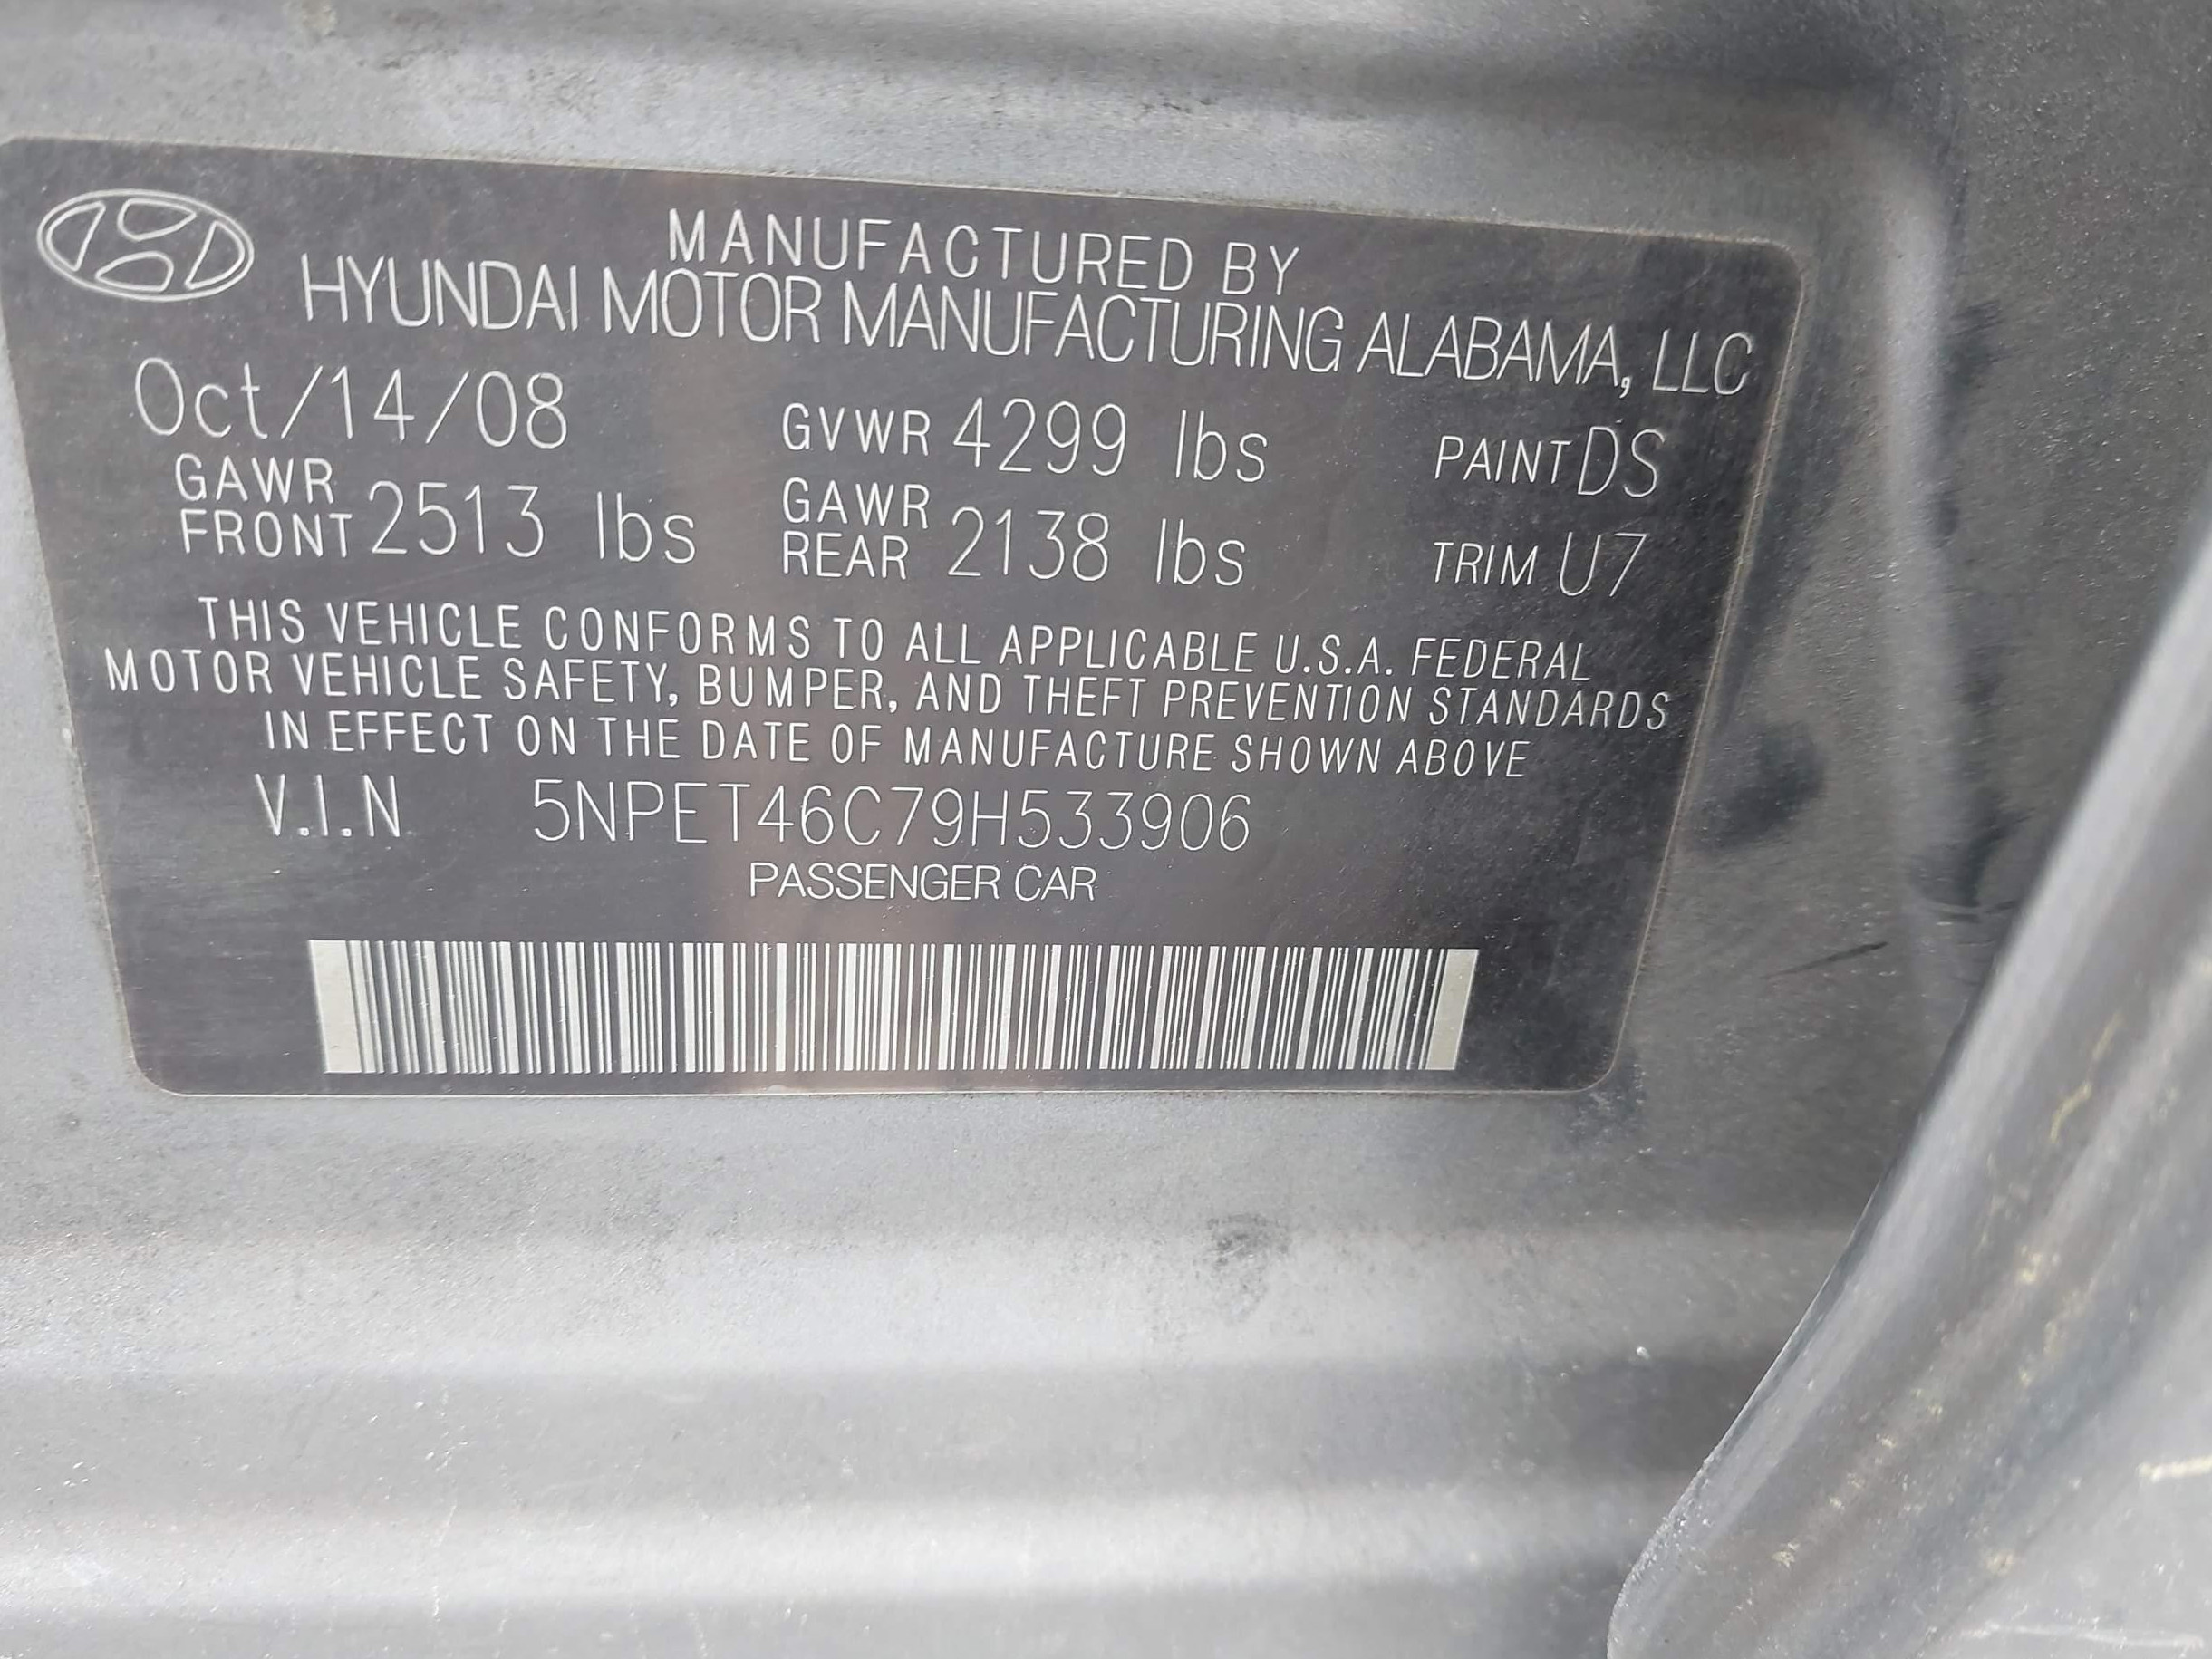 MANUFACTURED BY
HYUNDAI MOTOR MANUFACTURING ALABAMA, LLC
Oct/14/08 GVWR 4299 lbs PAINT DS
GAWR FRONT 2513 lbs GAWR REAR 2138 lbs TRIM U7
THIS VEHICLE CONFORMS TO ALL APPLICABLE U.S.A. FEDERAL
MOTOR VEHICLE SAFETY, BUMPER, AND THEFT PREVENTION STANDARDS
IN EFFECT ON THE DATE OF MANUFACTURE SHOWN ABOVE
V.I.N 5NPET46C79H533906
PASSENGER CAR